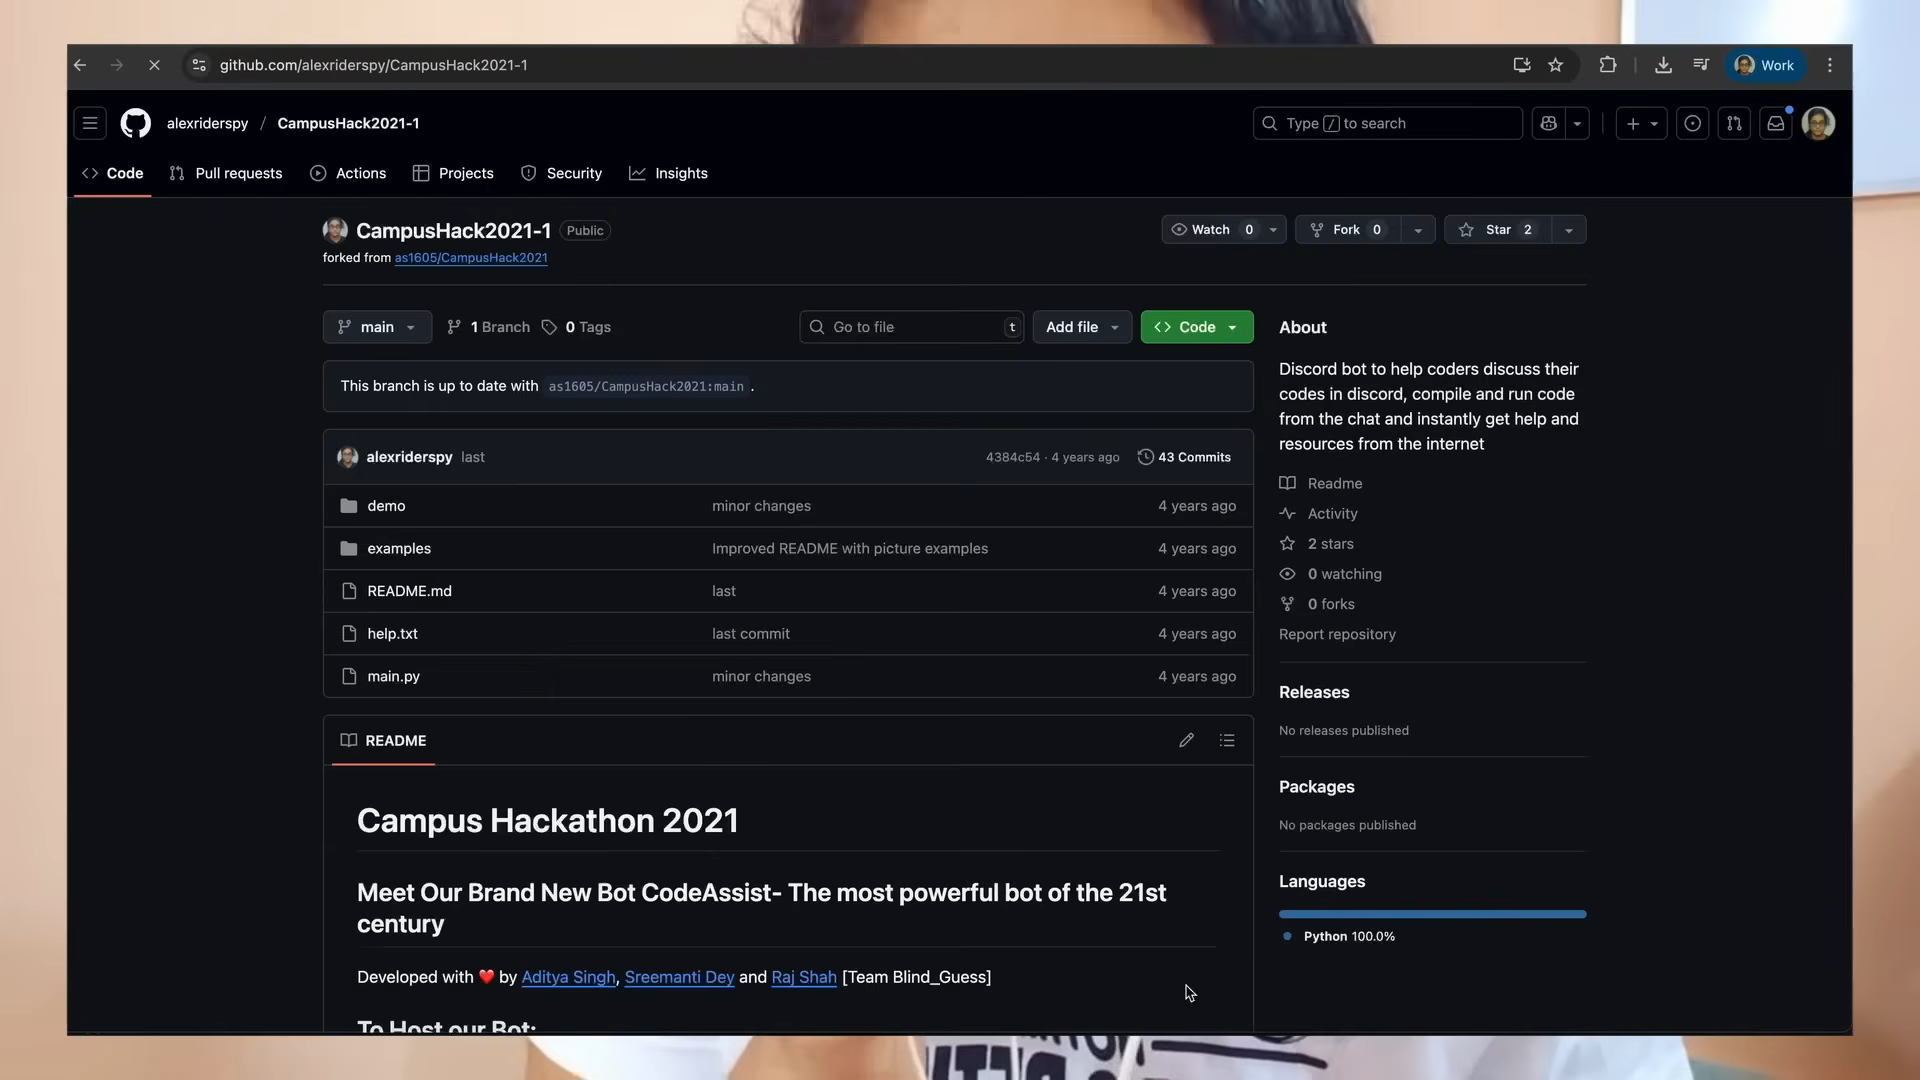 github.com/alexriderspy/CampusHack2021-1
Work
alexriderspy / CampusHack2021-1
Type / to search
Code
Pull requests
Actions
Projects
Security
Insights
CampusHack2021-1
Public
Watch 0
Fork 0
Star 2
forked from as1605/CampusHack2021
main
1 Branch
0 Tags
Go to file
t
Add file
Code
This branch is up to date with as1605/CampusHack2021:main .
alexriderspy last
4384c54 · 4 years ago
43 Commits
demo minor changes 4 years ago
examples Improved README with picture examples 4 years ago
README.md last 4 years ago
help.txt last commit 4 years ago
main.py minor changes 4 years ago
README
Campus Hackathon 2021
Meet Our Brand New Bot CodeAssist- The most powerful bot of the 21st
century
Developed with ❤️ by Aditya Singh, Sreemanti Dey and Raj Shah [Team Blind_Guess]
To Host our Bot:
About
Discord bot to help coders discuss their
codes in discord, compile and run code
from the chat and instantly get help and
resources from the internet
Readme
Activity
2 stars
0 watching
0 forks
Report repository
Releases
No releases published
Packages
No packages published
Languages
Python 100.0%